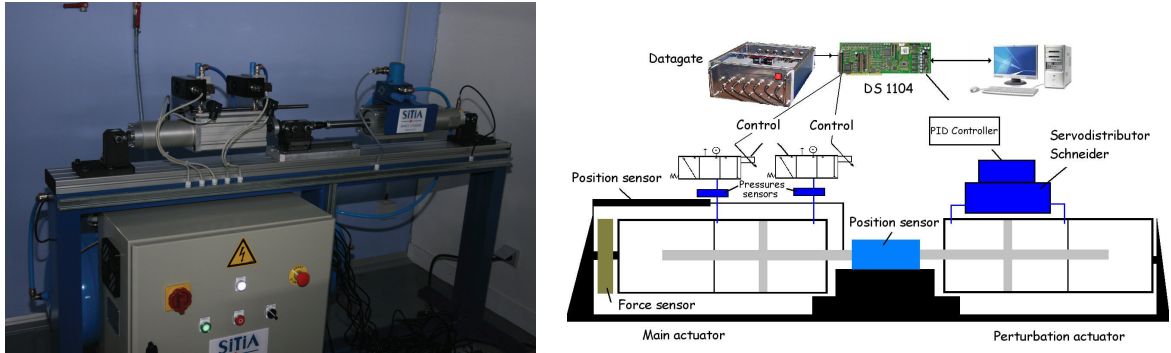 SiTiA
SiTiA
Datagate
DS 1104
Control
Control
PID Controller
Servodistributor
Schneider
Pressures
sensors
Position sensor
Position sensor
Force sensor
Main actuator
Perturbation actuator